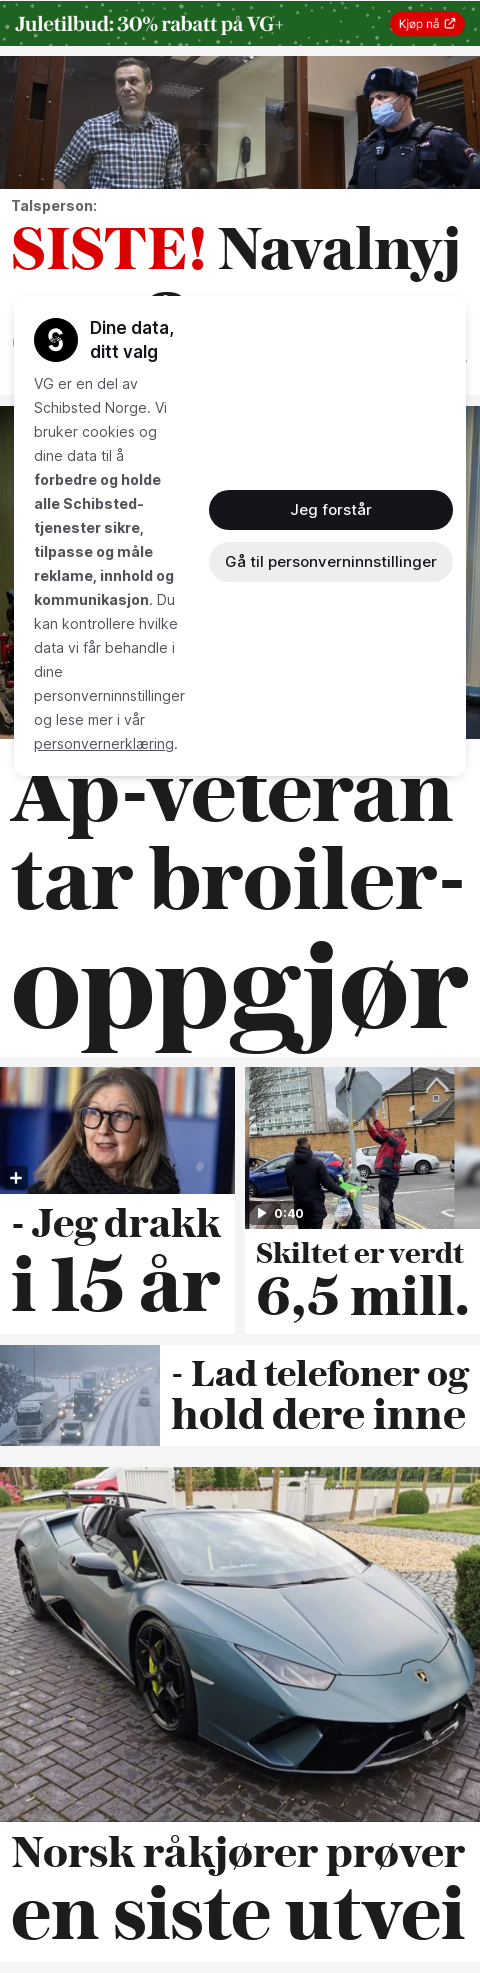 Juletilbud: 30% rabatt på VG+
Kjøp nå
Talsperson:
SISTE! Navalnyj
Dine data,
ditt valg
VG er en del av
Schibsted Norge. Vi
bruker cookies og
dine data til å
forbedre og holde
alle Schibsted-
tjenester sikre,
tilpasse og måle
reklame, innhold og
kommunikasjon. Du
kan kontrollere hvilke
data vi får behandle i
dine
personverninnstillinger
og lese mer i vår
personvernerklæring.
Jeg forstår
Gå til personverninnstillinger
Ap-veteran
tar broiler-
oppgjør
- Jeg drakk
i 15 år
0:40
Skiltet er verdt
6,5 mill.
- Lad telefoner og
hold dere inne
Norsk råkjører prøver
en siste utvei